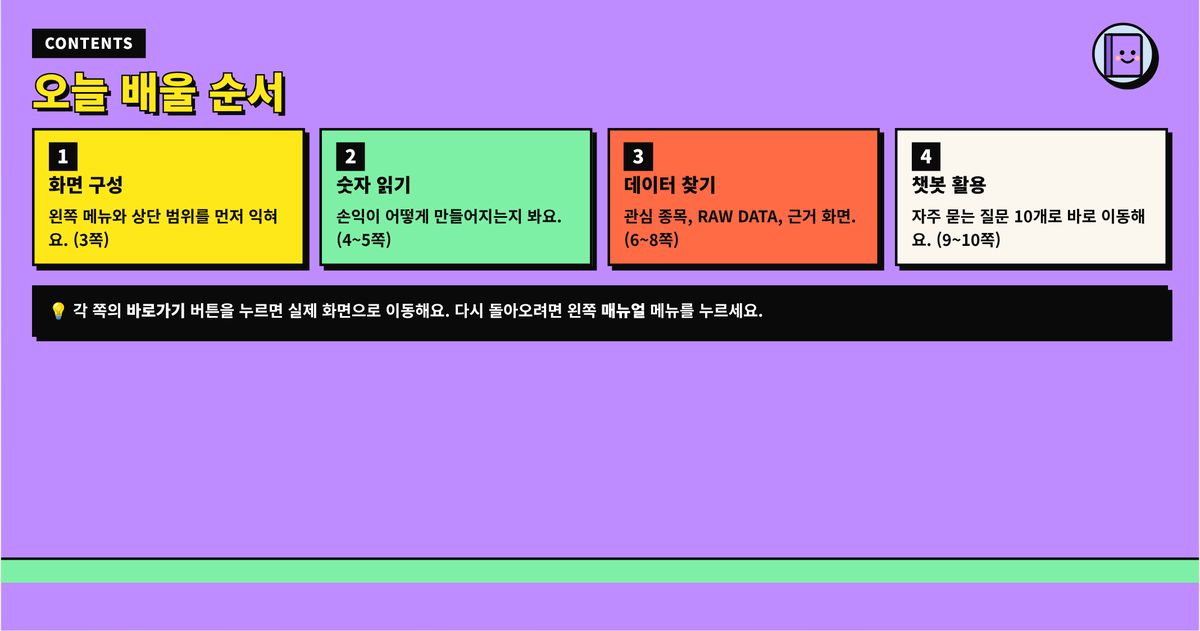 CONTENTS
오늘 배울 순서
1
화면 구성
왼쪽 메뉴와 상단 범위를 먼저 익혀
요. (3쪽)
2
숫자 읽기
손익이 어떻게 만들어지는지 봐요.
(4~5쪽)
3
데이터 찾기
관심 종목, RAW DATA, 근거 화면.
(6~8쪽)
4
챗봇 활용
자주 묻는 질문 10개로 바로 이동해
요. (9~10쪽)
💡 각 쪽의 바로가기 버튼을 누르면 실제 화면으로 이동해요. 다시 돌아오려면 왼쪽 매뉴얼 메뉴를 누르세요.